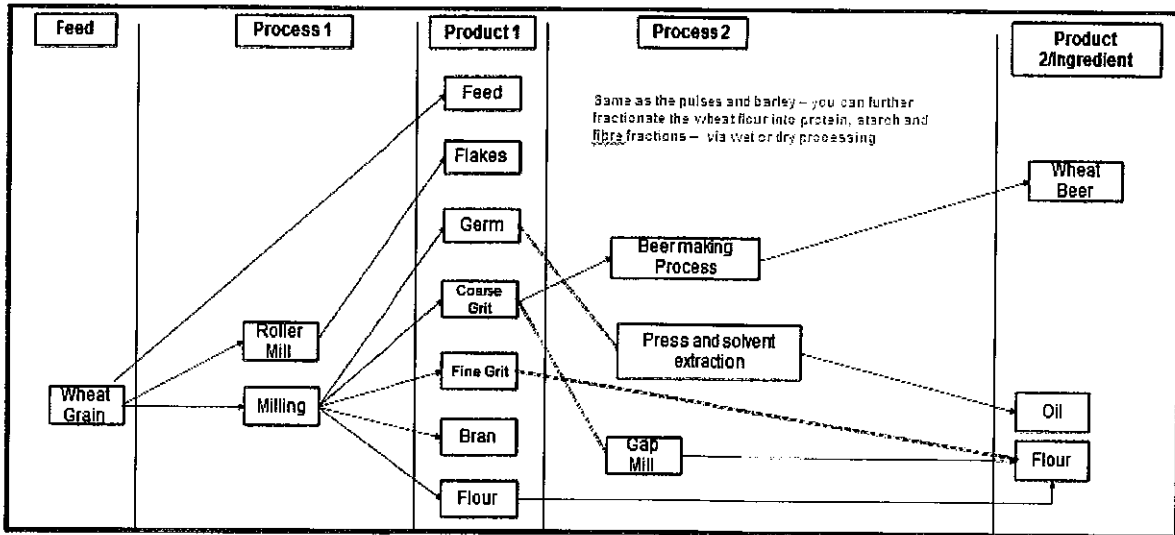 Feed
Process 1
Product 1
Process 2
Product
2/Ingredient
Feed
Same as the pulses and barley – you can further
fractionate the wheat flour into protein, starch and
fibre fractions – via wet or dry processing
Flakes
Wheat
Beer
Germ
Beer making
Process
Coarse
Grit
Roller
Mill
Press and solvent
extraction
Fine Grit
Wheat
Grain
Milling
Oil
Bran
Gap
Mill
Flour
Flour